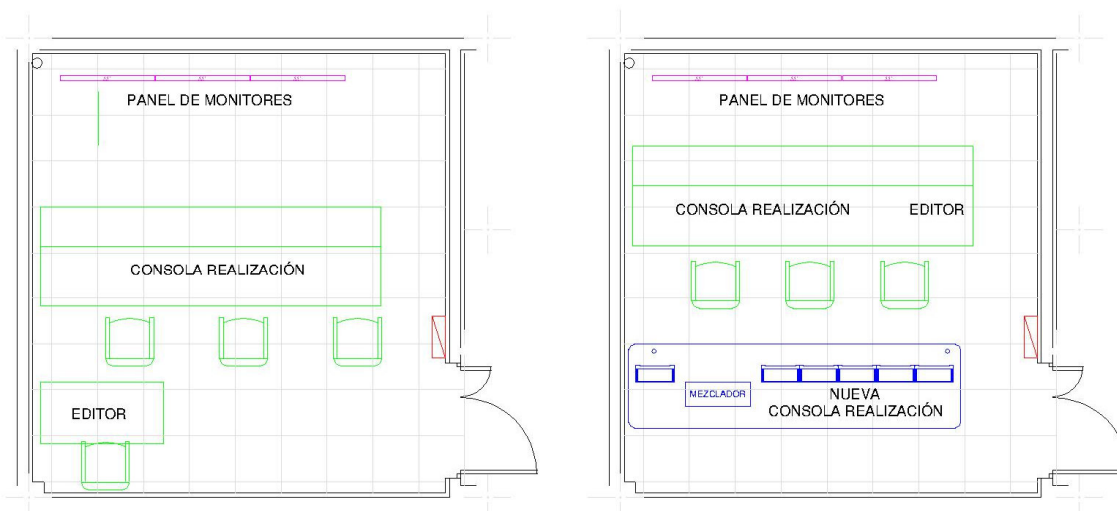 PANEL DE MONITORES
CONSOLA REALIZACIÓN
EDITOR
PANEL DE MONITORES
CONSOLA REALIZACIÓN EDITOR
MEZCLADOR
NUEVA
CONSOLA REALIZACIÓN